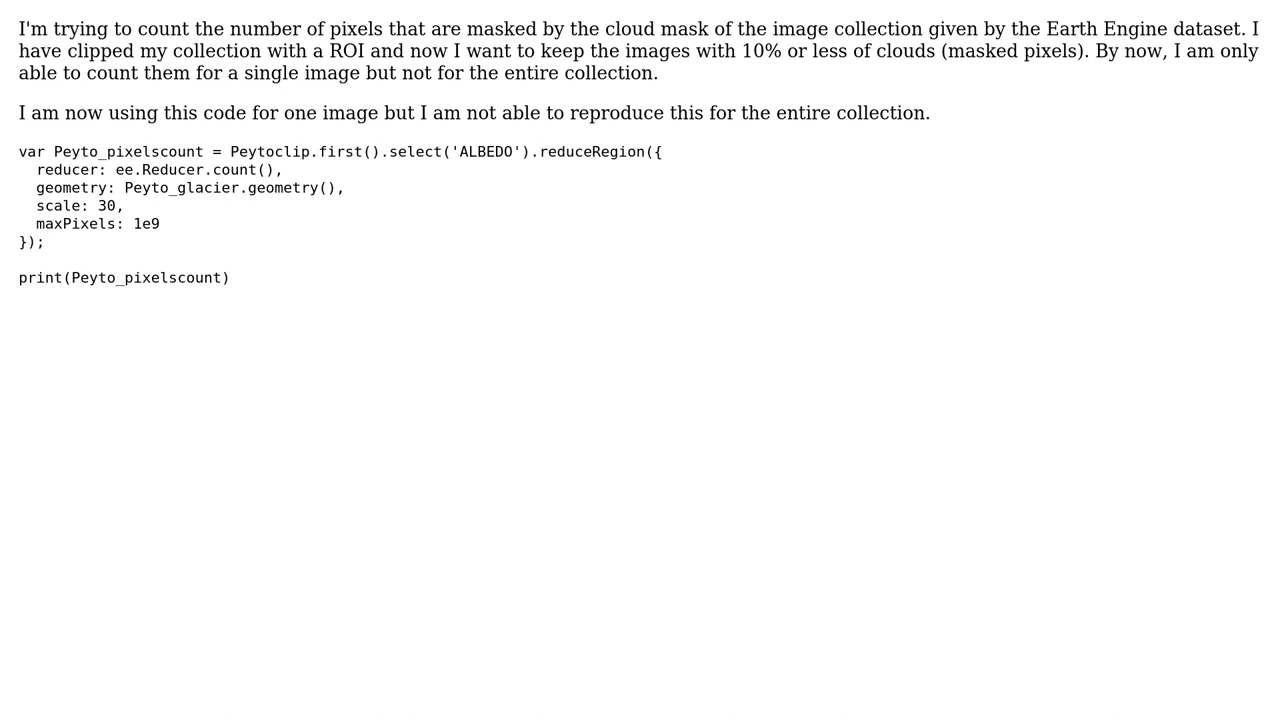 I'm trying to count the number of pixels that are masked by the cloud mask of the image collection given by the Earth Engine dataset. I
have clipped my collection with a ROI and now I want to keep the images with 10% or less of clouds (masked pixels). By now, I am only
able to count them for a single image but not for the entire collection.
I am now using this code for one image but I am not able to reproduce this for the entire collection.
var Peyto_pixelscount = Peytoclip.first().select('ALBEDO').reduceRegion({
  reducer: ee.Reducer.count(),
  geometry: Peyto_glacier.geometry(),
  scale: 30,
  maxPixels: 1e9
});
print(Peyto_pixelscount)